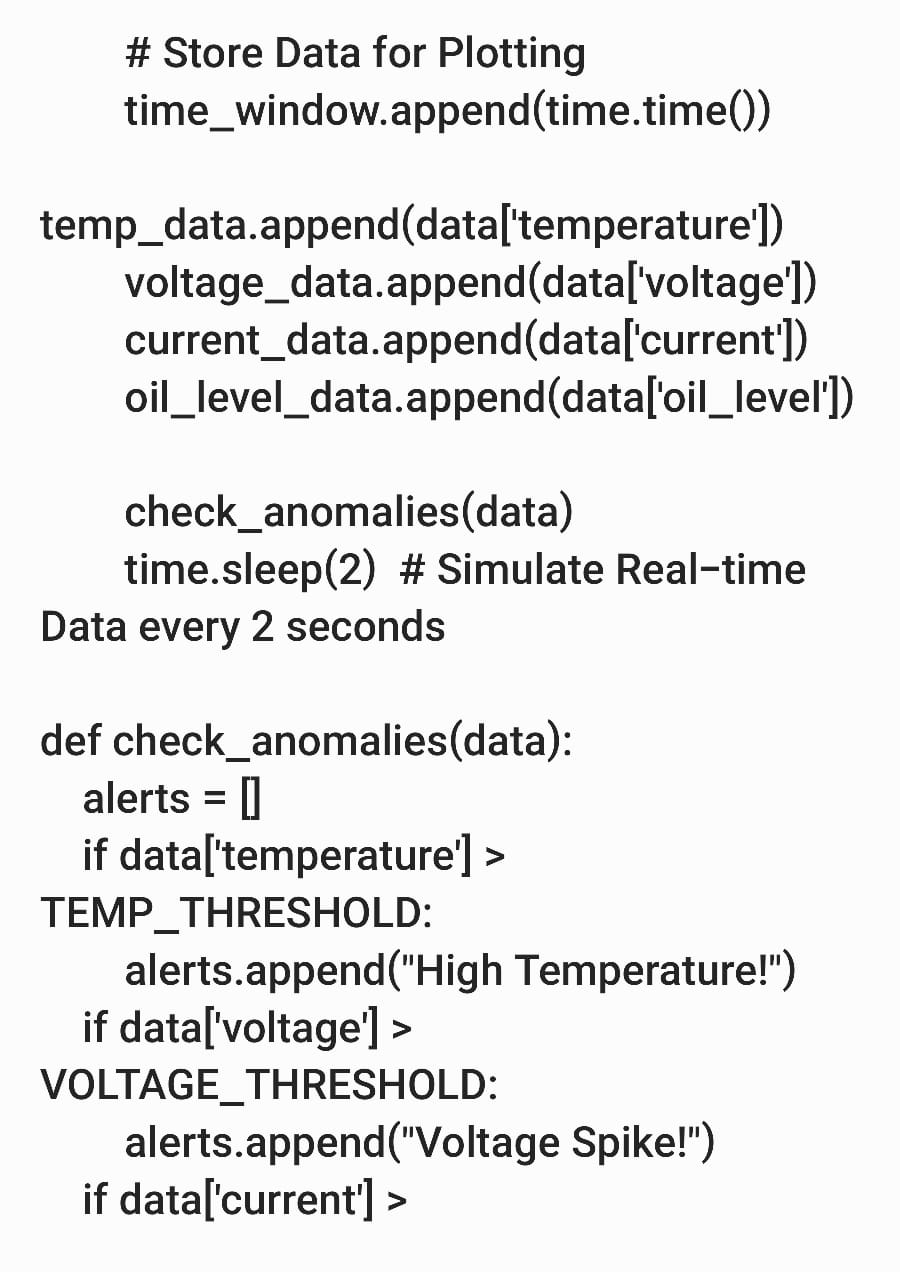 # Store Data for Plotting
time_window.append(time.time())
temp_data.append(data['temperature'])
voltage_data.append(data['voltage'])
current_data.append(data['current'])
oil_level_data.append(data['oil_level'])
check_anomalies(data)
time.sleep(2)  # Simulate Real-time
Data every 2 seconds
def check_anomalies(data):
alerts = []
if data['temperature'] >
TEMP_THRESHOLD:
alerts.append("High Temperature!")
if data['voltage'] >
VOLTAGE_THRESHOLD:
alerts.append("Voltage Spike!")
if data['current'] >